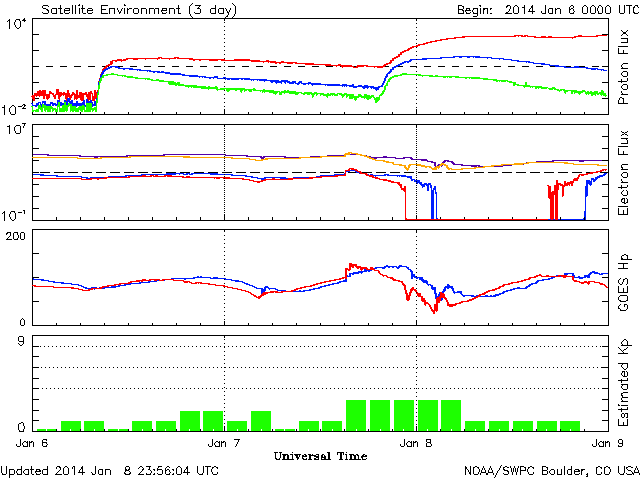 Satellite Environment (3 day) Begin: 2014 Jan 6 0000 UTC
10^4
10^-2
Proton Flux
10^7
10^-1
Electron Flux
200
0
GOES Hp
9
0
Estimated Kp
Jan 6 Jan 7 Jan 8 Jan 9
Universal Time
Updated 2014 Jan 8 23:56:04 UTC NOAA/SWPC Boulder, CO USA